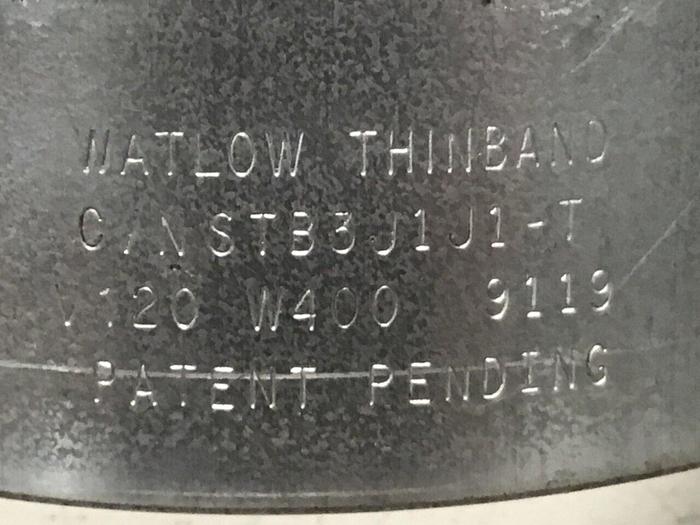 WATLOW THINBAND
C/N STB3J1J1-T
V120 W400 9119
PATENT PENDING